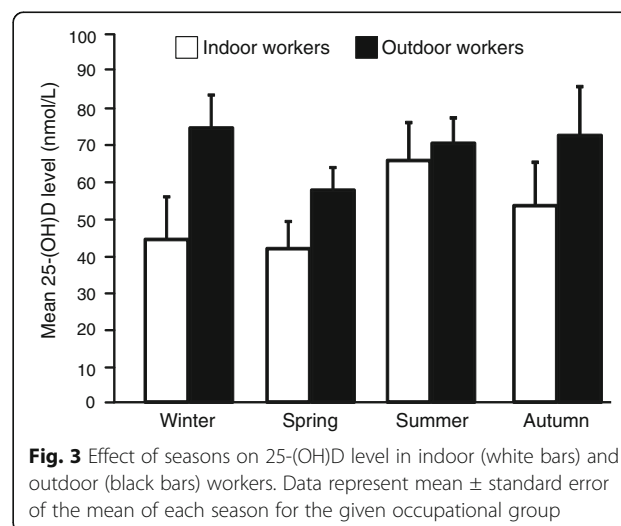 100
90
80
70
60
50
40
30
20
10
0
Mean 25-(OH)D level (nmol/L)
Indoor workers Outdoor workers
Winter Spring Summer Autumn
Fig. 3 Effect of seasons on 25-(OH)D level in indoor (white bars) and
outdoor (black bars) workers. Data represent mean ± standard error
of the mean of each season for the given occupational group